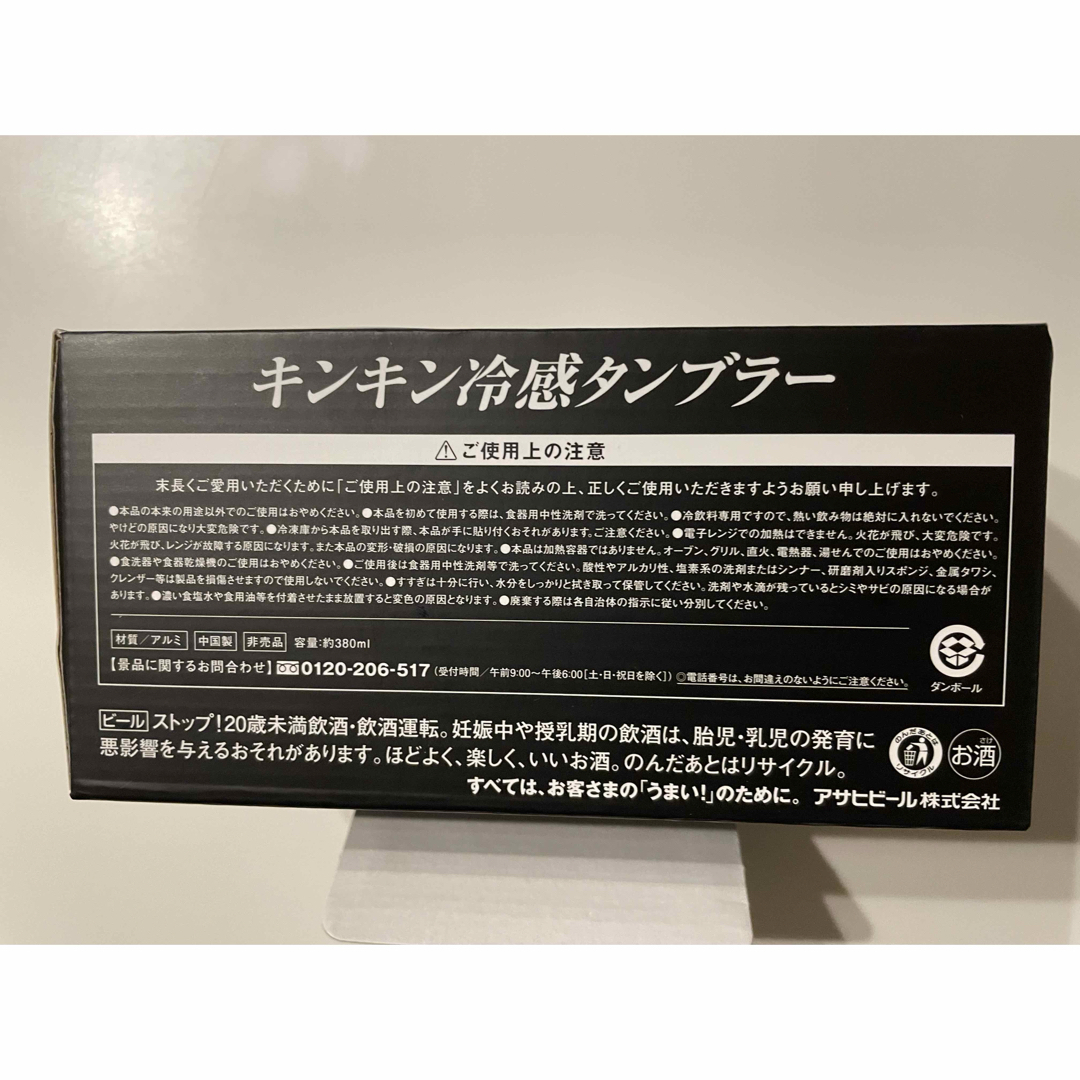 キンキン冷感タンブラー
⚠ご使用上の注意
末長くご愛用いただくために「ご使用上の注意」をよくお読みの上、正しくご使用いただきますようお願い申し上げます。
●本品の本来の用途以外でのご使用はおやめください。●本品を初めて使用する際は、食器用中性洗剤で洗ってください。●冷飲料専用ですので、熱い飲み物は絶対に入れないでください。
やけどの原因になり大変危険です。●冷凍庫から本品を取り出す際、本品が手に貼り付くおそれがあります。ご注意ください。●電子レンジでの加熱はできません。火花が飛び、大変危険です。
火花が飛び、レンジが故障する原因になります。また本品の変形・破損の原因になります。●本品は加熱容器ではありません。オーブン、グリル、直火、電熱器、湯せんでのご使用はおやめください。
●食洗器や食器乾燥機のご使用はおやめください。●ご使用後は食器用中性洗剤等で洗ってください。酸性やアルカリ性、塩素系の洗剤またはシンナー、研磨剤入りスポンジ、金属タワシ、
クレンザー等は製品を損傷させますので使用しないでください。●すすぎは十分に行い、水分をしっかりと拭き取って保管してください。洗剤や水滴が残っているとシミやサビの原因になる場合が
あります。●濃い食塩水や食用油等を付着させたまま放置すると変色の原因となります。●廃棄する際は各自治体の指示に従い分別してください。
材質／アルミ 中国製 非売品 容量:約380ml
【景品に関するお問合わせ】0120-206-517(受付時間／午前9:00〜午後6:00[土・日・祝日を除く])◎電話番号は、お間違えのないようにご注意ください。
ダンボール
ビール ストップ!20歳未満飲酒・飲酒運転。妊娠中や授乳期の飲酒は、胎児・乳児の発育に
悪影響を与えるおそれがあります。ほどよく、楽しく、いいお酒。のんだあとはリサイクル。
のんだあとは
リサイクル
さけ
お酒
すべては、お客さまの「うまい!」のために。 アサヒビール株式会社